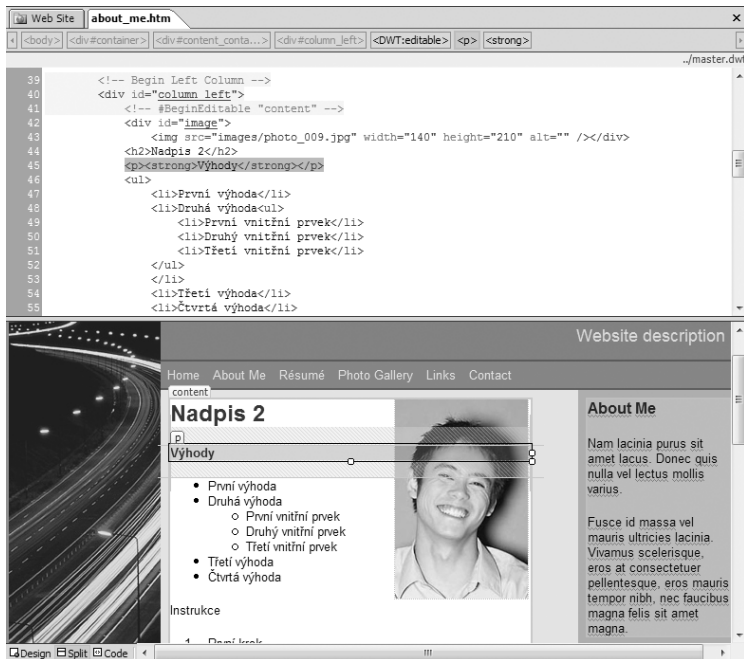 Web Site about_me.htm
<body> <div#container> <div#content_conta...> <div#column_left> <DWT:editable> <p> <strong>
../master.dwt
39 <!-- Begin Left Column -->
40 <div id="column_left">
41 <!-- #BeginEditable "content" -->
42 <div id="image">
43 <img src="images/photo_009.jpg" width="140" height="210" alt="" /></div>
44 <h2>Nadpis 2</h2>
45 <p><strong>Výhody</strong></p>
46 <ul>
47 <li>První výhoda</li>
48 <li>Druhá výhoda<ul>
49 <li>První vnitřní prvek</li>
50 <li>Druhý vnitřní prvek</li>
51 <li>Třetí vnitřní prvek</li>
52 </ul>
53 </li>
54 <li>Třetí výhoda</li>
55 <li>Čtvrtá výhoda</li>
Website description
Home About Me Résumé Photo Gallery Links Contact
content
Nadpis 2
p
Výhody
První výhoda
Druhá výhoda
První vnitřní prvek
Druhý vnitřní prvek
Třetí vnitřní prvek
Třetí výhoda
Čtvrtá výhoda
Instrukce
1. První krok
About Me
Nam lacinia purus sit
amet lacus. Donec quis
nulla vel lectus mollis
varius.
Fusce id massa vel
mauris ultricies lacinia.
Vivamus scelerisque,
eros at consectetuer
pellentesque, eros mauris
tempor nibh, nec faucibus
magna felis sit amet
magna.
Design Split Code